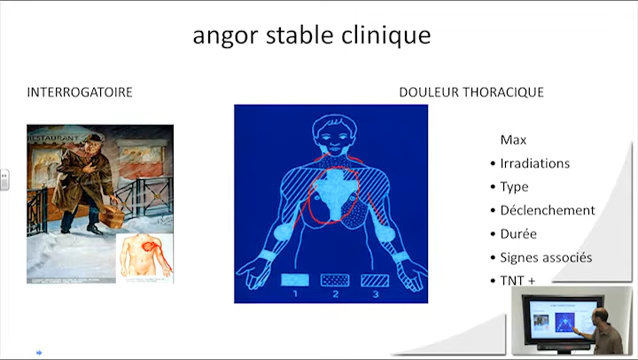 angor stable clinique
INTERROGATOIRE
DOULEUR THORACIQUE
RESTAURANT
Max
• Irradiations
• Type
• Déclenchement
• Durée
• Signes associés
• TNT +
1 2 3